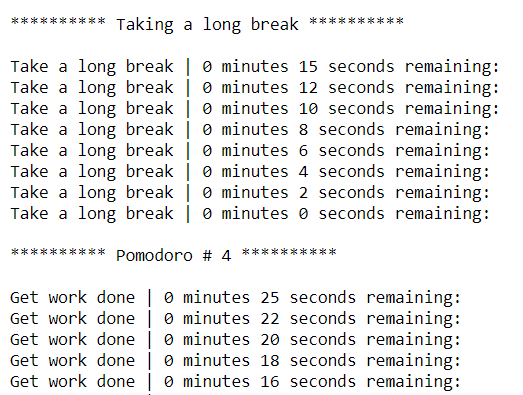 ********** Taking a long break **********
Take a long break | 0 minutes 15 seconds remaining:
Take a long break | 0 minutes 12 seconds remaining:
Take a long break | 0 minutes 10 seconds remaining:
Take a long break | 0 minutes 8 seconds remaining:
Take a long break | 0 minutes 6 seconds remaining:
Take a long break | 0 minutes 4 seconds remaining:
Take a long break | 0 minutes 2 seconds remaining:
Take a long break | 0 minutes 0 seconds remaining:
********** Pomodoro # 4 **********
Get work done | 0 minutes 25 seconds remaining:
Get work done | 0 minutes 22 seconds remaining:
Get work done | 0 minutes 20 seconds remaining:
Get work done | 0 minutes 18 seconds remaining:
Get work done | 0 minutes 16 seconds remaining: